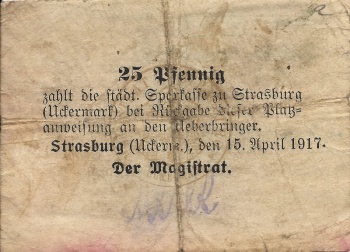 25 Pfennig
zahlt die städt. Sparkasse zu Strasburg
(Uckermark) bei Rückgabe dieser Platz-
anweisung an den Ueberbringer.
Strasburg (Uckerm.), den 15. April 1917.
Der Magistrat.